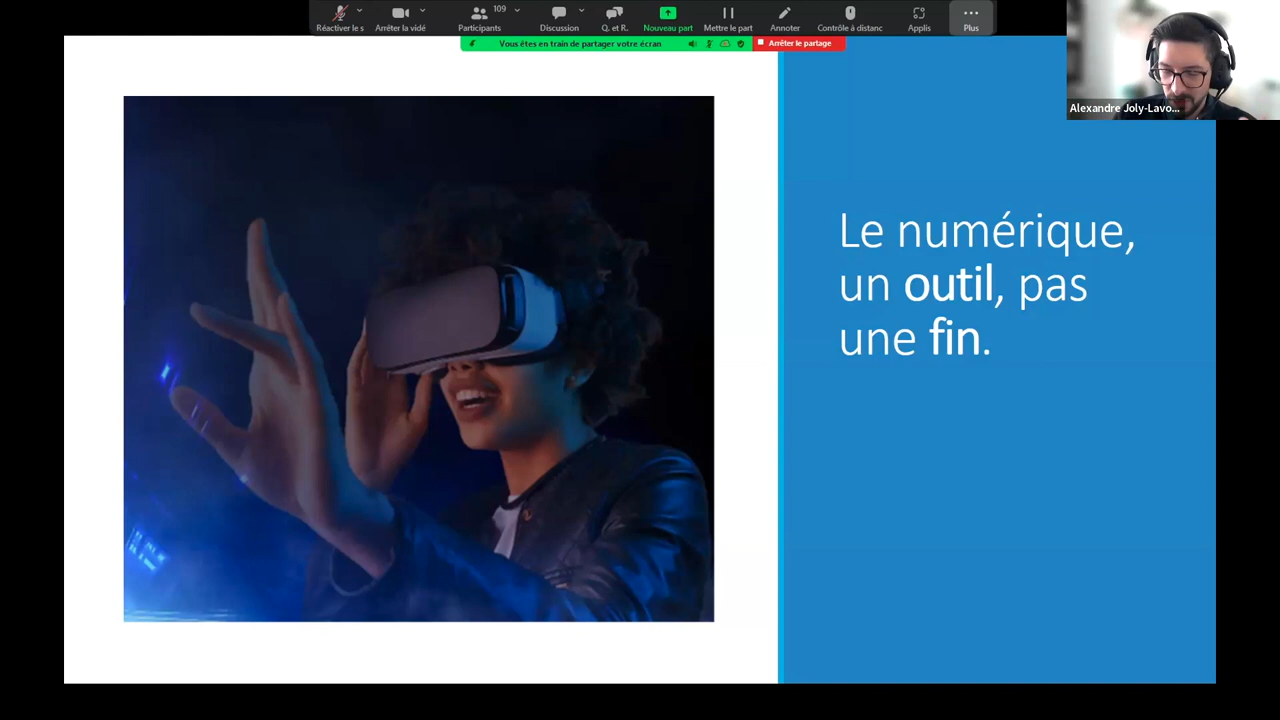 109
Réactiver le s
Arrêter la vidé
Participants
Discussion
Q. et R.
Nouveau part
Mettre le part
Annoter
Contrôle à distanc
Applis
Plus
Vous êtes en train de partager votre écran
Arrêter le partage
Alexandre Joly-Lavo...
Le numérique,
un outil, pas
une fin.